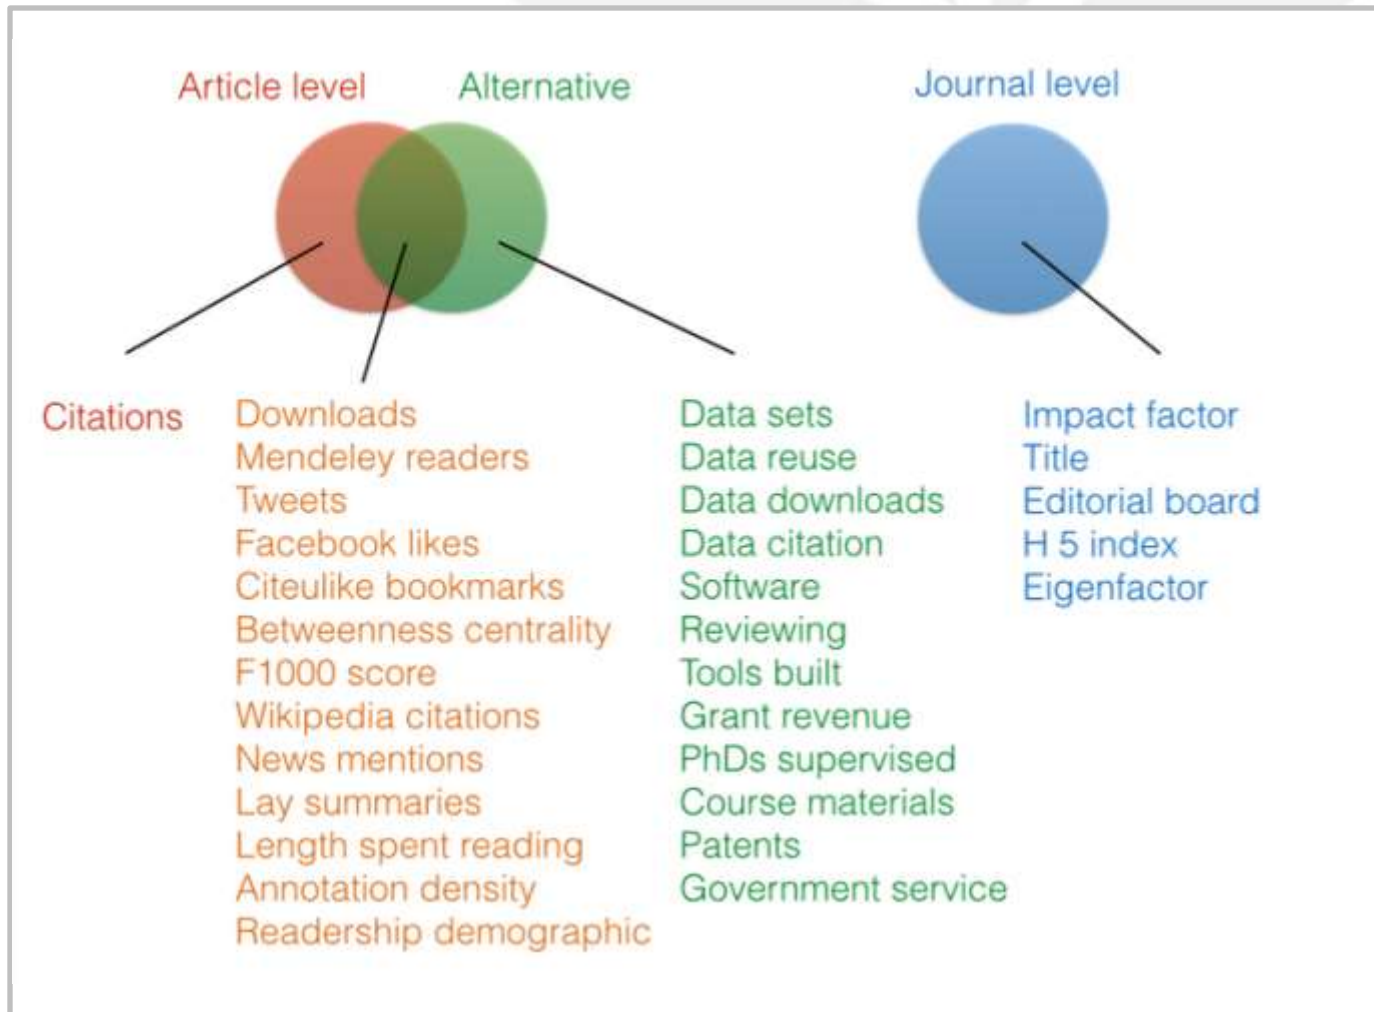 Article level
Alternative
Journal level
Citations
Downloads
Mendeley readers
Tweets
Facebook likes
Citeulike bookmarks
Betweenness centrality
F1000 score
Wikipedia citations
News mentions
Lay summaries
Length spent reading
Annotation density
Readership demographic
Data sets
Data reuse
Data downloads
Data citation
Software
Reviewing
Tools built
Grant revenue
PhDs supervised
Course materials
Patents
Government service
Impact factor
Title
Editorial board
H 5 index
Eigenfactor